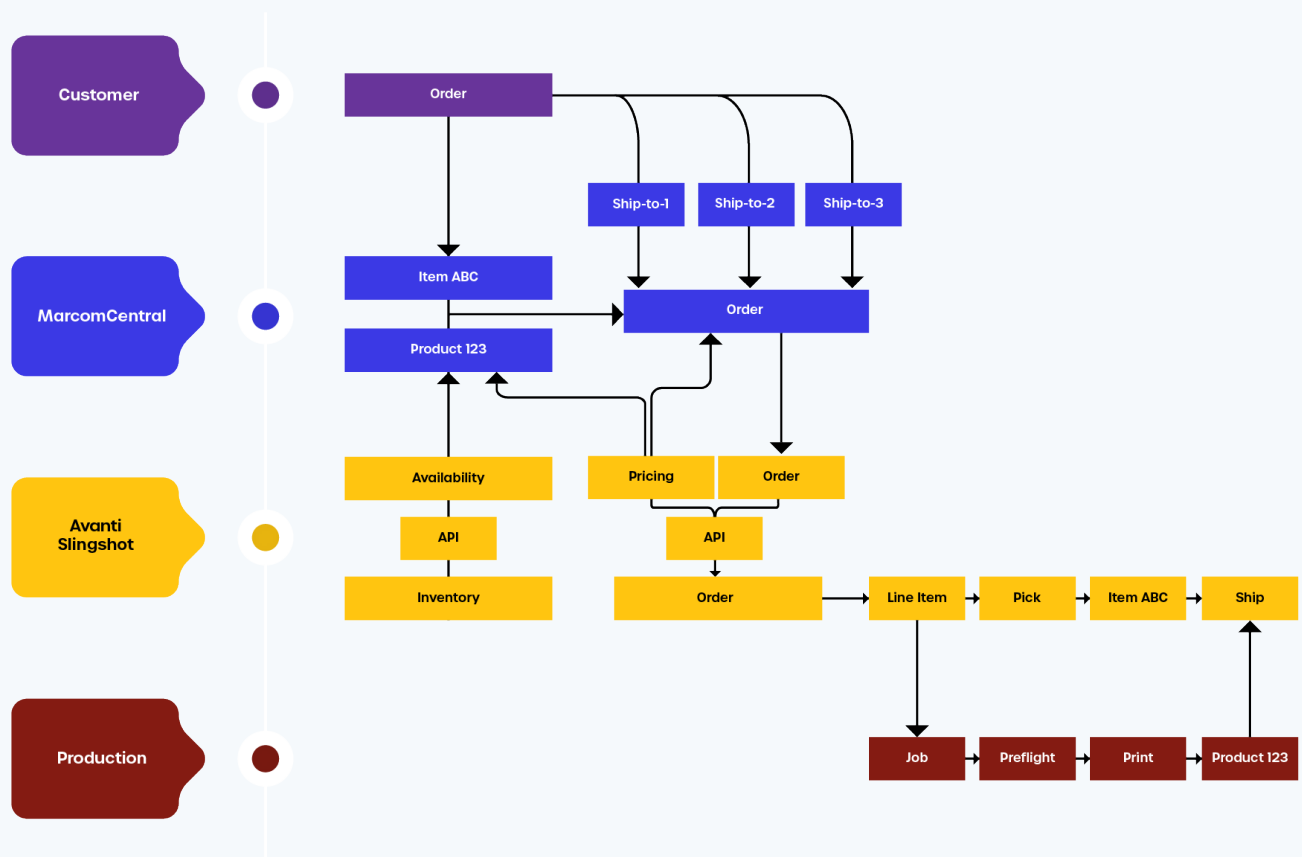 Customer
Order
Ship-to-1
Ship-to-2
Ship-to-3
MarcomCentral
Item ABC
Order
Product 123
Avanti
Slingshot
Availability
Pricing
Order
API
API
Inventory
Order
Line Item
Pick
Item ABC
Ship
Production
Job
Preflight
Print
Product 123